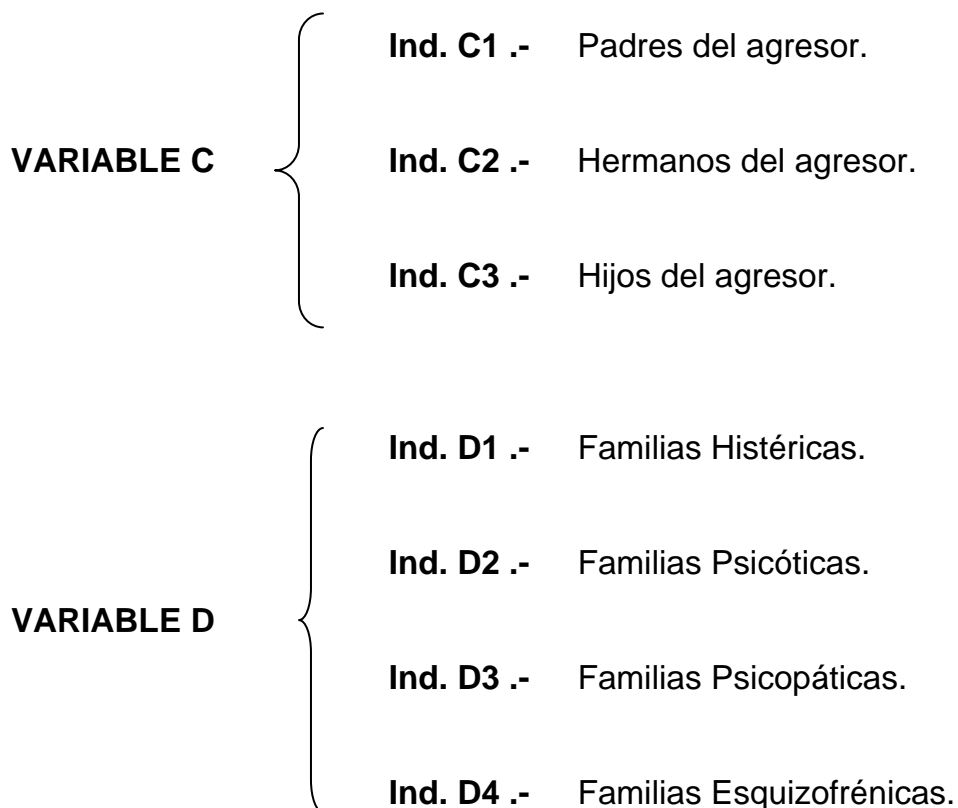 Ind. C1 .- Padres del agresor.
VARIABLE C Ind. C2 .- Hermanos del agresor.
Ind. C3 .- Hijos del agresor.
Ind. D1 .- Familias Histéricas.
Ind. D2 .- Familias Psicóticas.
VARIABLE D
Ind. D3 .- Familias Psicopáticas.
Ind. D4 .- Familias Esquizofrénicas.